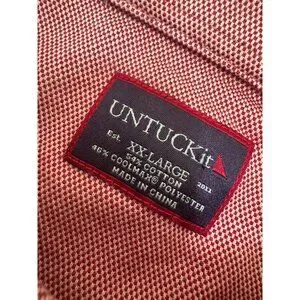 UNTUCKit
Est. 2011
XX-LARGE
54% COTTON
46% COOLMAX® POLYESTER
MADE IN CHINA